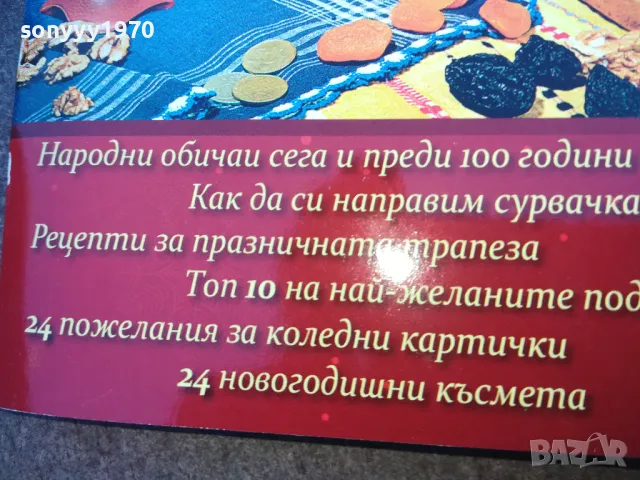 sonyyy1970
Народни обичаи сега и преди 100 години
Как да си направим сурвачка
Рецепти за празничната трапеза
Топ 10 на най-желаните под
24 пожелания за коледни картички
24 новогодишни късмета
BAZAR